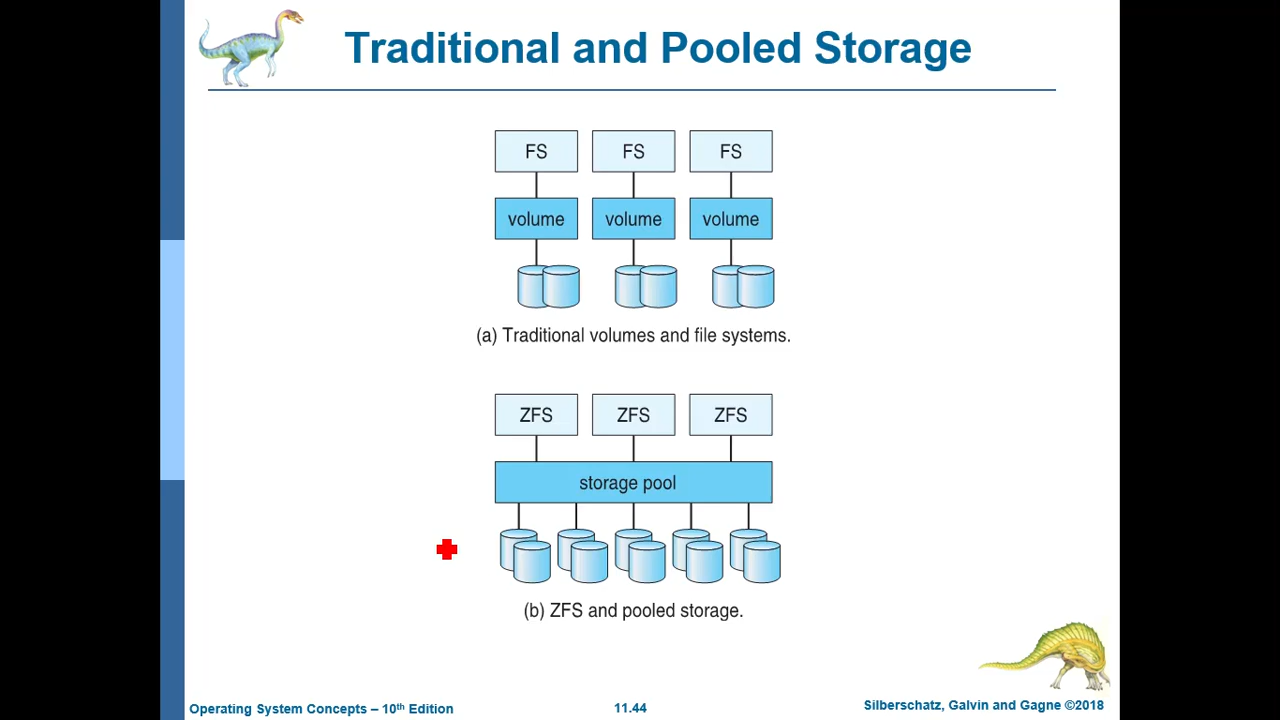 Traditional and Pooled Storage
FS FS FS
volume volume volume
(a) Traditional volumes and file systems.
ZFS ZFS ZFS
storage pool
(b) ZFS and pooled storage.
Operating System Concepts – 10th Edition 11.44 Silberschatz, Galvin and Gagne ©2018